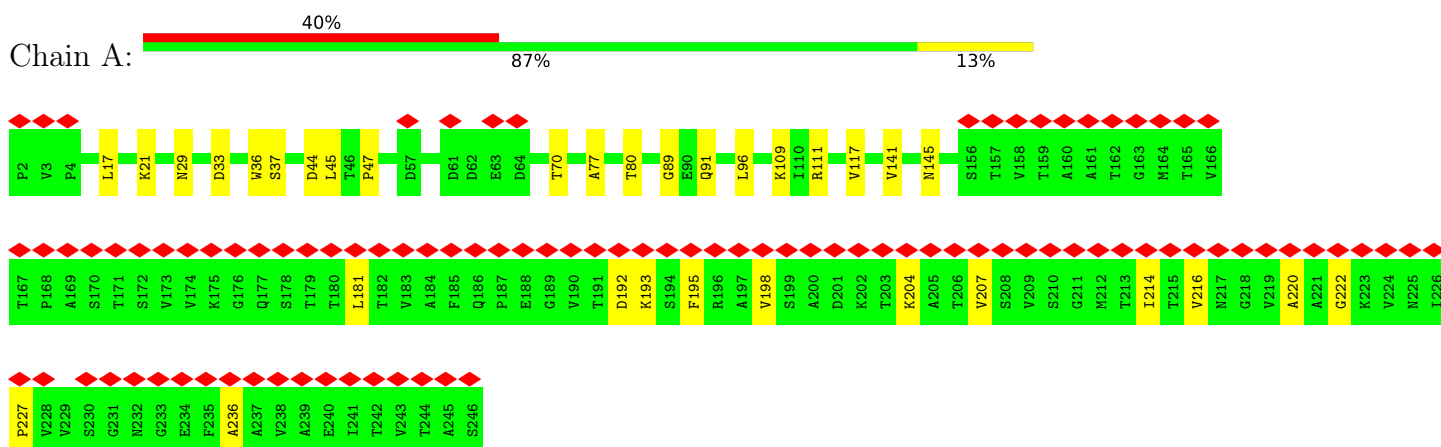 40%
Chain A:
87% 13%
P2 V3 P4 L17 K21 N29 D33 W36 S37 D44 L45 T46 P47 D57 D61 D62 E63 D64 T70 A77 T80 G89 E90 Q91 L96 K109 I110 R111 V117 V141 N145 S156 T157 V158 T159 A160 A161 T162 G163 M164 T165 V166
T167 P168 A169 S170 T171 S172 V173 V174 K175 G176 Q177 S178 T179 T180 L181 T182 V183 A184 F185 Q186 P187 E188 G189 V190 T191 D192 K193 S194 F195 R196 A197 V198 S199 A200 D201 K202 T203 K204 A205 T206 V207 S208 V209 S210 G211 M212 T213 I214 T215 V216 N217 G218 V219 A220 A221 G222 K223 V224 N225 I226
P227 V228 V229 S230 G231 N232 G233 E234 F235 A236 A237 V238 A239 E240 I241 T242 V243 T244 A245 S246